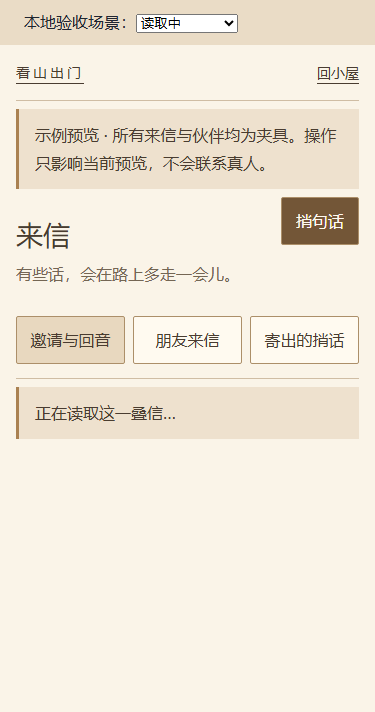 本地验收场景： 读取中
看山出门 回小屋
示例预览 · 所有来信与伙伴均为夹具。操作
只影响当前预览，不会联系真人。
捎句话
来信
有些话，会在路上多走一会儿。
邀请与回音 朋友来信 寄出的捎话
正在读取这一叠信…